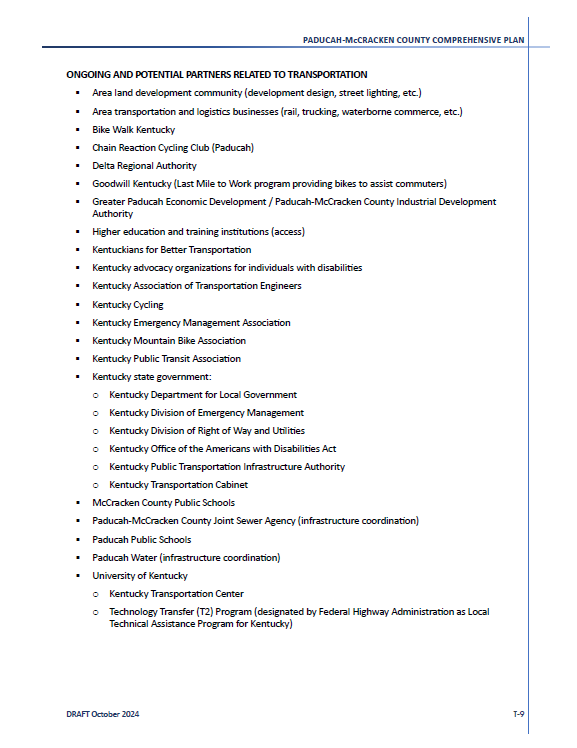 PADUCAH-McCRACKEN COUNTY COMPREHENSIVE PLAN
ONGOING AND POTENTIAL PARTNERS RELATED TO TRANSPORTATION
▪ Area land development community (development design, street lighting, etc.)
▪ Area transportation and logistics businesses (rail, trucking, waterborne commerce, etc.)
▪ Bike Walk Kentucky
▪ Chain Reaction Cycling Club (Paducah)
▪ Delta Regional Authority
▪ Goodwill Kentucky (Last Mile to Work program providing bikes to assist commuters)
▪ Greater Paducah Economic Development / Paducah-McCracken County Industrial Development
Authority
▪ Higher education and training institutions (access)
▪ Kentuckians for Better Transportation
▪ Kentucky advocacy organizations for individuals with disabilities
▪ Kentucky Association of Transportation Engineers
▪ Kentucky Cycling
▪ Kentucky Emergency Management Association
▪ Kentucky Mountain Bike Association
▪ Kentucky Public Transit Association
▪ Kentucky state government:
o Kentucky Department for Local Government
o Kentucky Division of Emergency Management
o Kentucky Division of Right of Way and Utilities
o Kentucky Office of the Americans with Disabilities Act
o Kentucky Public Transportation Infrastructure Authority
o Kentucky Transportation Cabinet
▪ McCracken County Public Schools
▪ Paducah-McCracken County Joint Sewer Agency (infrastructure coordination)
▪ Paducah Public Schools
▪ Paducah Water (infrastructure coordination)
▪ University of Kentucky
o Kentucky Transportation Center
o Technology Transfer (T2) Program (designated by Federal Highway Administration as Local
Technical Assistance Program for Kentucky)
DRAFT October 2024
T-9